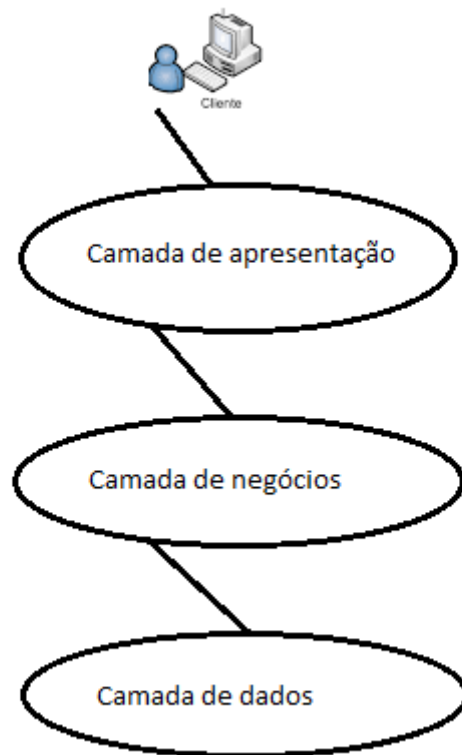 Cliente
Camada de apresentação
Camada de negócios
Camada de dados